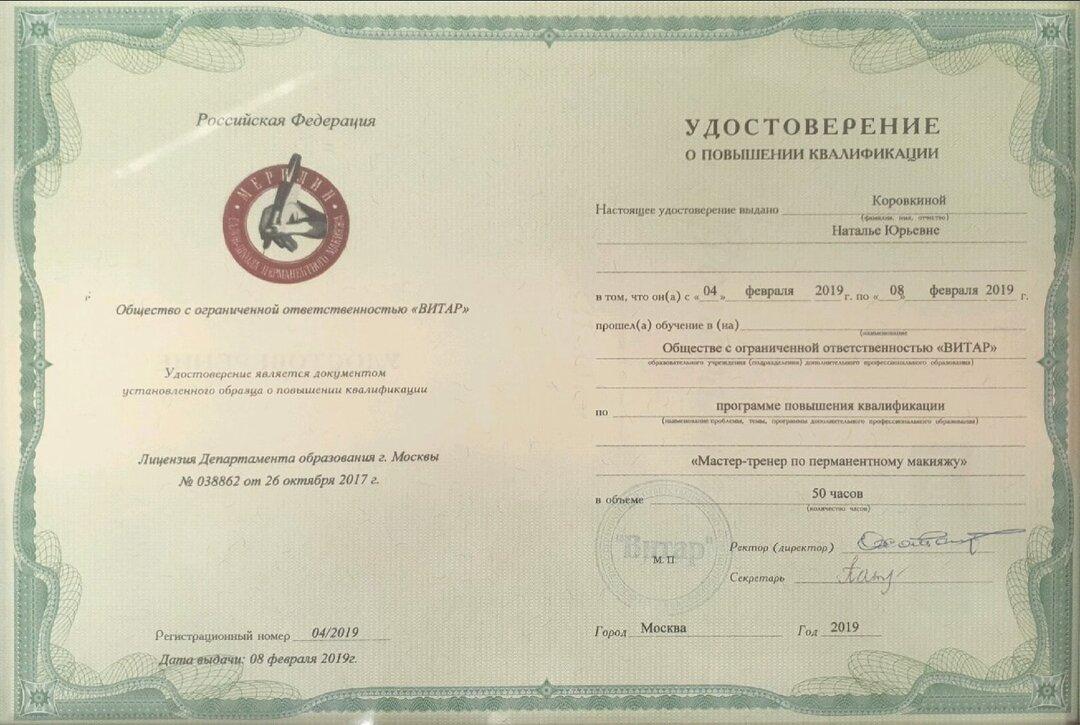 Российская Федерация
МЕРИДИАН
Общество с ограниченной ответственностью «ВИТАР»
Удостоверение является документом
установленного образца о повышении квалификации
Лицензия Департамента образования г. Москвы
№ 038862 от 26 октября 2017 г.
Регистрационный номер 04/2019
Дата выдачи: 08 февраля 2019г.
УДОСТОВЕРЕНИЕ
О ПОВЫШЕНИИ КВАЛИФИКАЦИИ
Настоящее удостоверение выдано Коровкиной
(фамилия, имя, отчество)
Наталье Юрьевне
в том, что он(а) с «04» февраля 2019 г. по «08» февраля 2019 г.
прошел(а) обучение в (на)
(наименование
Обществе с ограниченной ответственностью «ВИТАР»
образовательного учреждения (подразделения) дополнительного профессионального образования)
по программе повышения квалификации
(наименование проблемы, темы, программы дополнительного профессионального образования)
«Мастер-тренер по перманентному макияжу»
в объеме 50 часов
(количество часов)
"Витар"
М.П
Ректор (директор)
Секретарь
Город Москва Год 2019